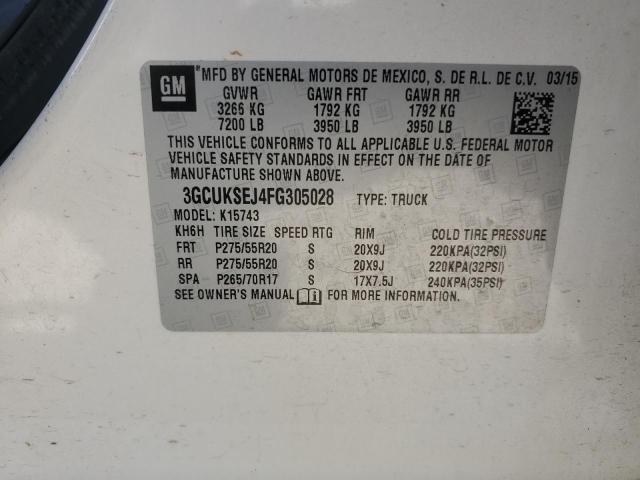 GM
*MFD BY GENERAL MOTORS DE MEXICO, S. DE R.L. DE C.V. 03/15
GVWR GAWR FRT GAWR RR
3266 KG 1792 KG 1792 KG
7200 LB 3950 LB 3950 LB
THIS VEHICLE CONFORMS TO ALL APPLICABLE U.S. FEDERAL MOTOR
VEHICLE SAFETY STANDARDS IN EFFECT ON THE DATE OF
MANUFACTURE SHOWN ABOVE.
3GCUKSEJ4FG305028 TYPE: TRUCK
MODEL: K15743
KH6H TIRE SIZE SPEED RTG RIM COLD TIRE PRESSURE
FRT P275/55R20 S 20X9J 220KPA(32PSI)
RR P275/55R20 S 20X9J 220KPA(32PSI)
SPA P265/70R17 S 17X7.5J 240KPA(35PSI)
SEE OWNER'S MANUAL FOR MORE INFORMATION.